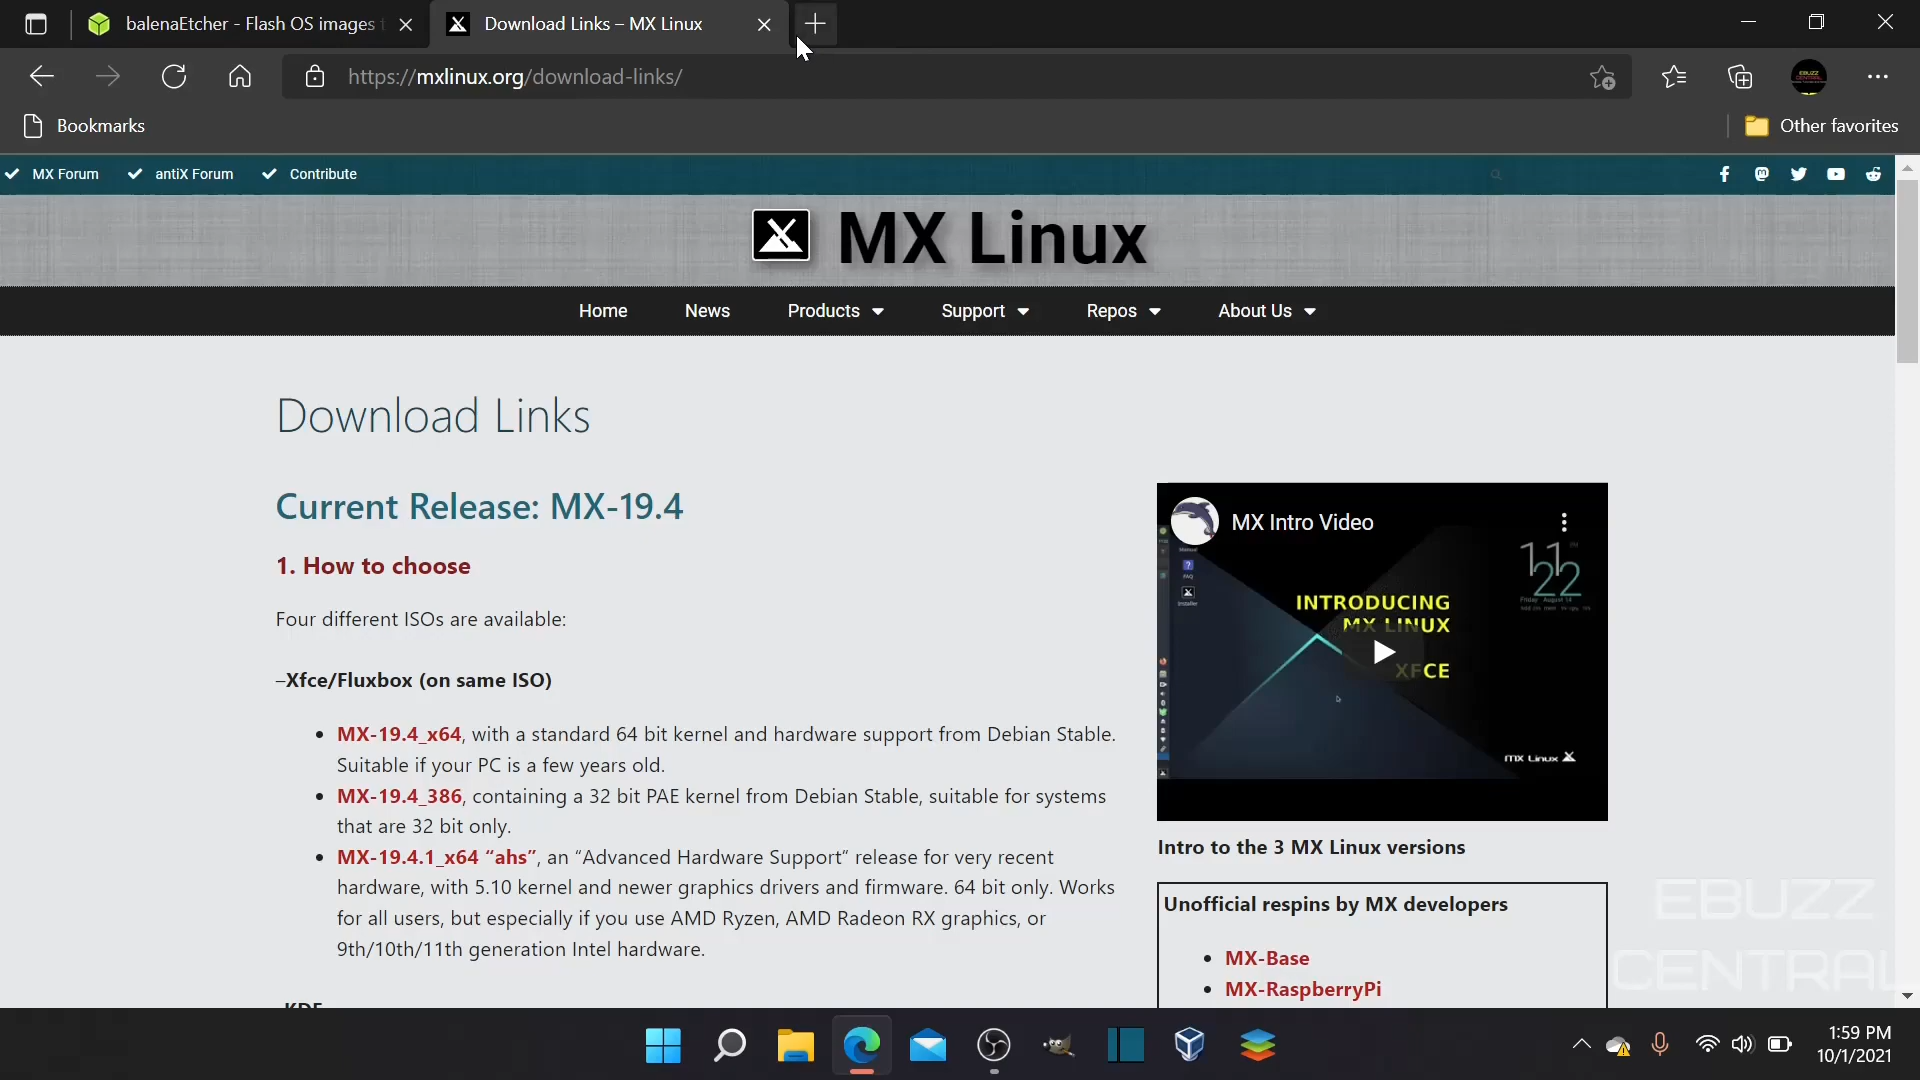 balenaEtcher - Flash OS images t
Download Links – MX Linux
https://mxlinux.org/download-links/
Bookmarks
Other favorites
MX Forum
antiX Forum
Contribute
MX Linux
Home
News
Products
Support
Repos
About Us
Download Links
Current Release: MX-19.4
1. How to choose
Four different ISOs are available:
–Xfce/Fluxbox (on same ISO)
• MX-19.4_x64, with a standard 64 bit kernel and hardware support from Debian Stable.
Suitable if your PC is a few years old.
• MX-19.4_386, containing a 32 bit PAE kernel from Debian Stable, suitable for systems
that are 32 bit only.
• MX-19.4.1_x64 “ahs”, an “Advanced Hardware Support” release for very recent
hardware, with 5.10 kernel and newer graphics drivers and firmware. 64 bit only. Works
for all users, but especially if you use AMD Ryzen, AMD Radeon RX graphics, or
9th/10th/11th generation Intel hardware.
MX Intro Video
11
22
Friday August 14
FAQ
Installer
INTRODUCING
MX LINUX
XFCE
mx Linux
Intro to the 3 MX Linux versions
Unofficial respins by MX developers
• MX-Base
• MX-RaspberryPi
EBUZZ
CENTRAL
1:59 PM
10/1/2021